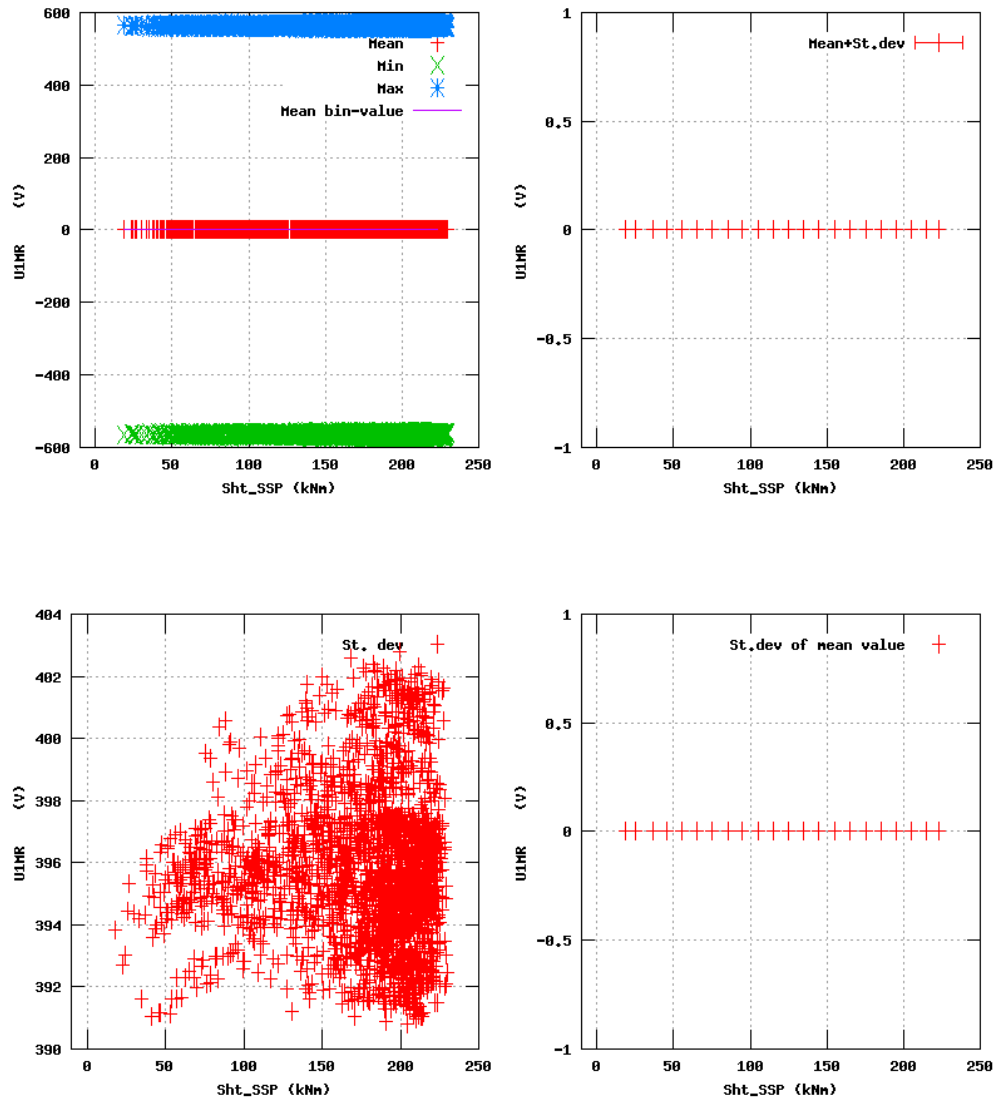 600
400
200
0
-200
-400
-600
U1MR (V)
Mean
Min
Max
Mean bin-value
0 50 100 150 200 250
Sht_SSP (kNm)
1
0.5
0
-0.5
-1
U1MR (V)
Mean+St.dev
0 50 100 150 200 250
Sht_SSP (kNm)
404
402
400
398
396
394
392
390
U1MR (V)
St. dev
0 50 100 150 200 250
Sht_SSP (kNm)
1
0.5
0
-0.5
-1
U1MR (V)
St.dev of mean value
0 50 100 150 200 250
Sht_SSP (kNm)